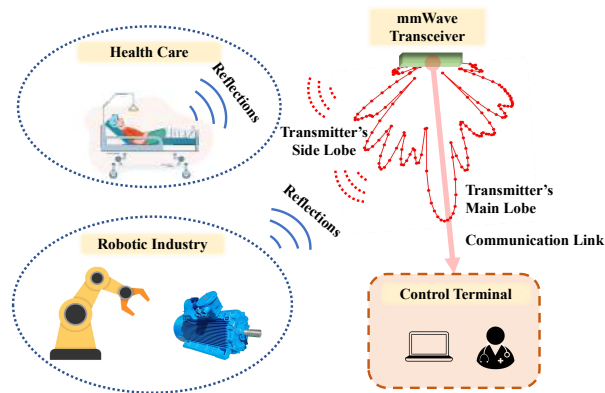 Health Care
Reflections
mmWave
Transceiver
Transmitter's
Side Lobe
Reflections
Transmitter's
Main Lobe
Communication Link
Robotic Industry
Control Terminal